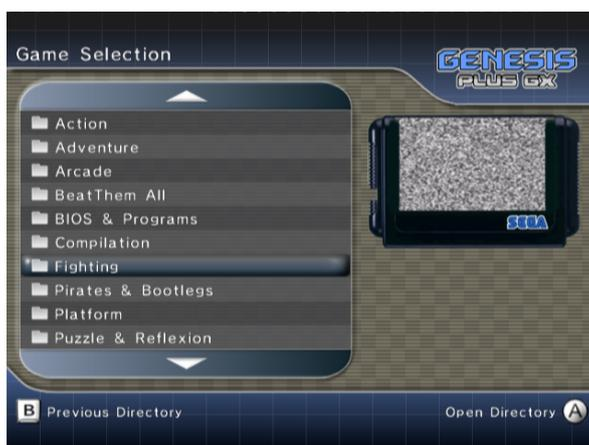 Game Selection
GENESIS
PLUS GX
Action
Adventure
Arcade
BeatThem All
BIOS & Programs
Compilation
Fighting
Pirates & Bootlegs
Platform
Puzzle & Reflexion
SEGA
B Previous Directory
Open Directory A